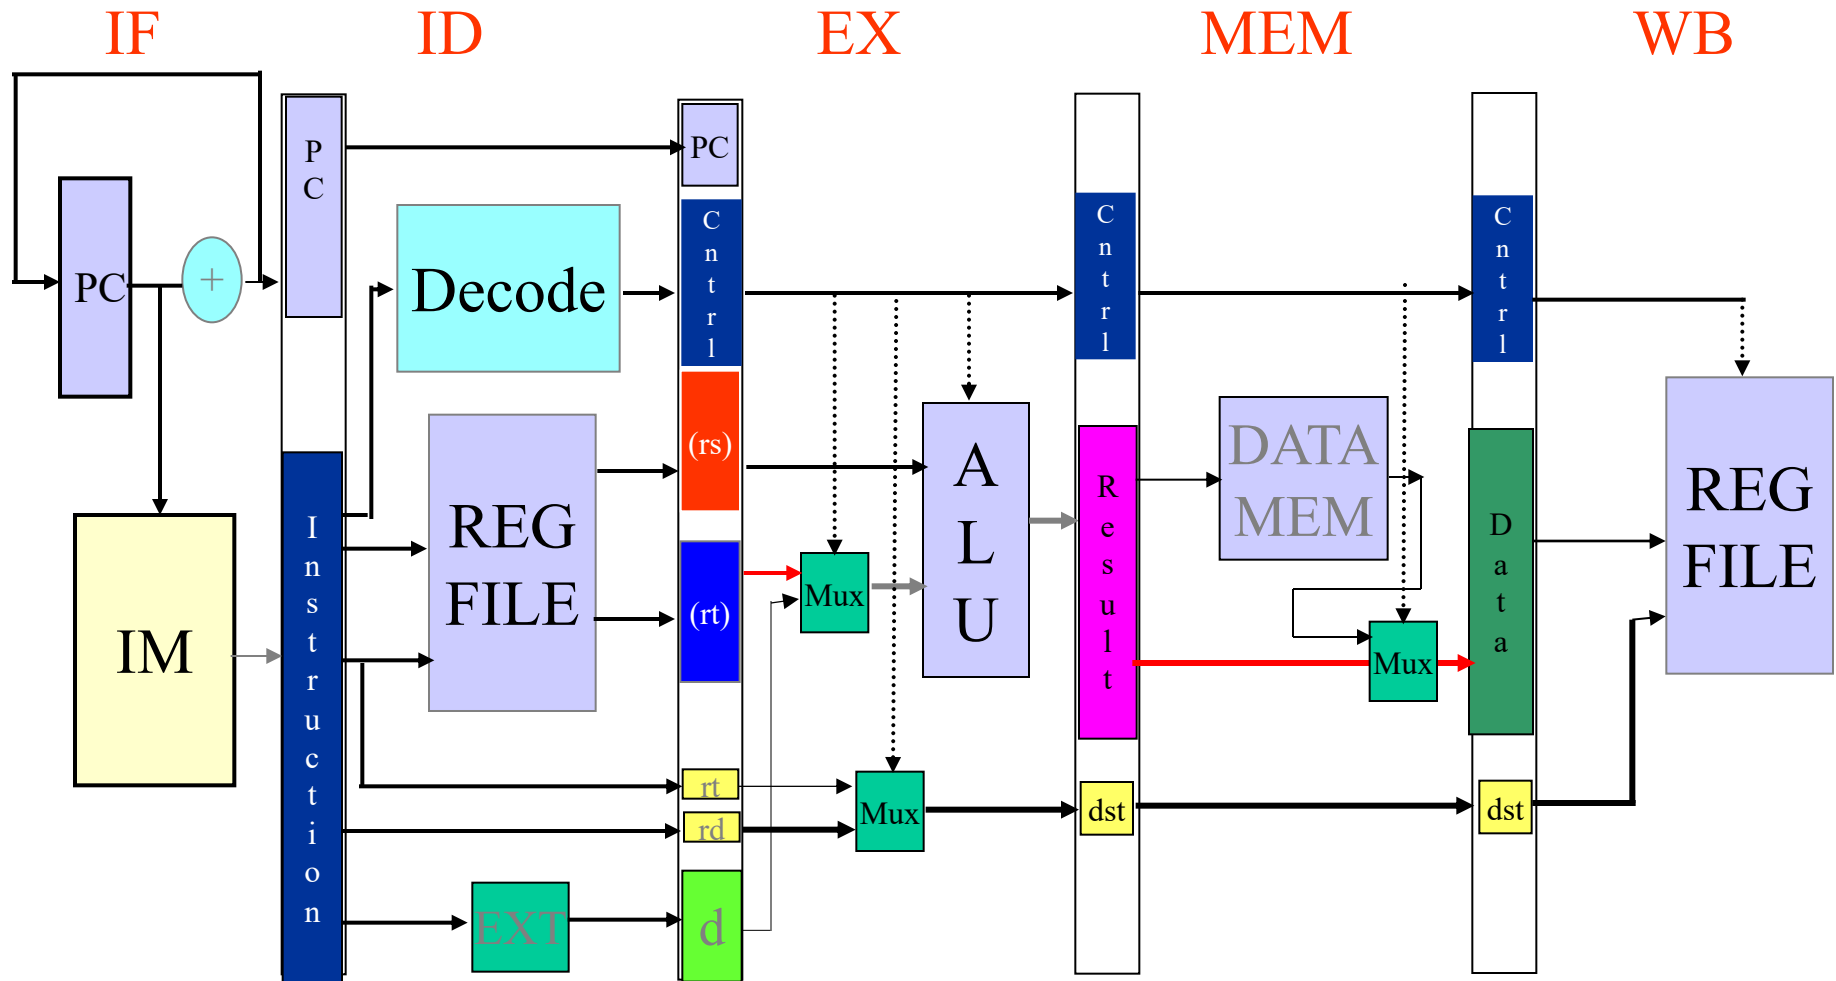 IF
ID
EX
MEM
WB
P
C
PC
PC
+
Decode
C
n
t
r
l
C
n
t
r
l
C
n
t
r
l
(rs)
(rt)
REG
FILE
IM
I
n
s
t
r
u
c
t
i
o
n
Mux
A
L
U
R
e
s
u
l
t
DATA
MEM
Mux
D
a
t
a
REG
FILE
rt
rd
Mux
dst
dst
EXT
d